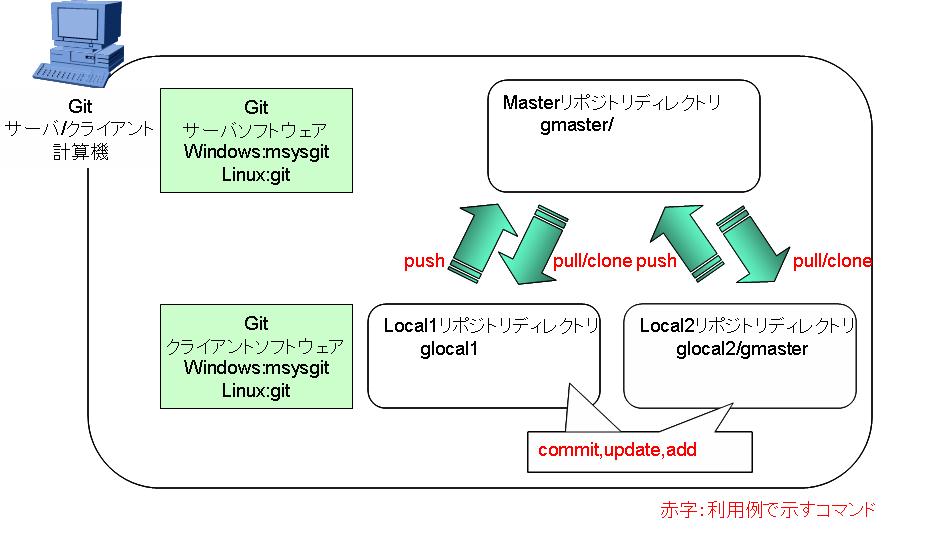 Git
サーバ/クライアント
計算機
Git
サーバソフトウェア
Windows:msysgit
Linux:git
Masterリポジトリディレクトリ
gmaster/
push
pull/clone
push
pull/clone
Git
クライアントソフトウェア
Windows:msysgit
Linux:git
Local1リポジトリディレクトリ
glocal1
Local2リポジトリディレクトリ
glocal2/gmaster
commit,update,add
赤字：利用例で示すコマンド